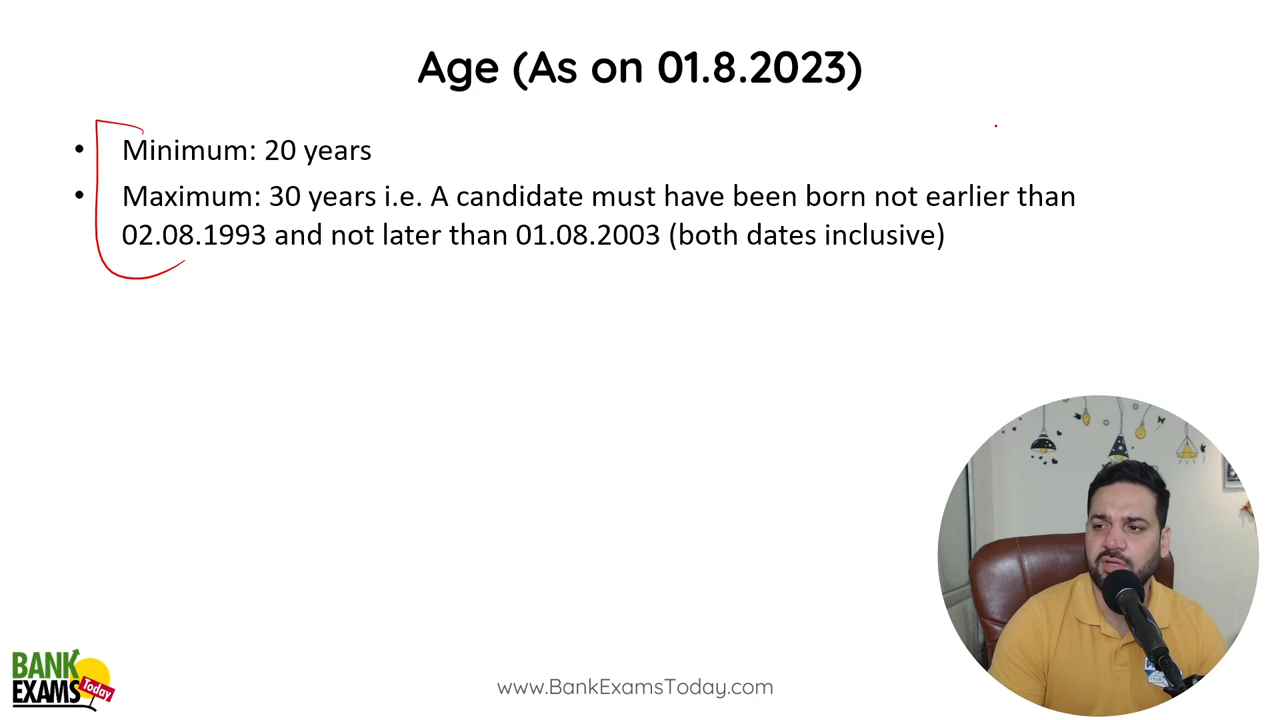 Age (As on 01.8.2023)
• Minimum: 20 years
• Maximum: 30 years i.e. A candidate must have been born not earlier than
02.08.1993 and not later than 01.08.2003 (both dates inclusive)
BANK
EXAMS
Today
www.BankExamsToday.com